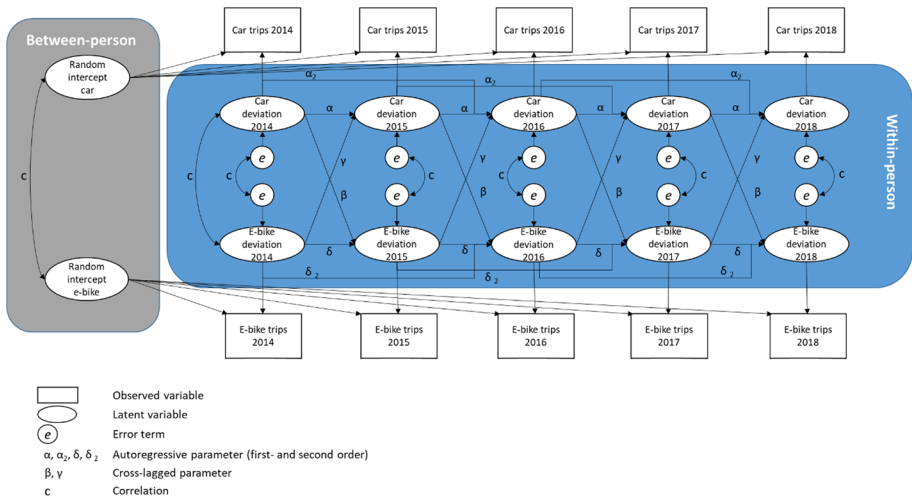 Between-person
Car trips 2014
Car trips 2015
Car trips 2016
Car trips 2017
Car trips 2018
Random
intercept
car
α2
α2
α2
Car
deviation
2014
α
Car
deviation
2015
α
Car
deviation
2016
α
Car
deviation
2017
α
Car
deviation
2018
Within-person
e
e
e
e
e
γ
γ
γ
γ
c
c
c
c
c
c
c
β
β
β
β
e
e
e
e
e
E-bike
deviation
2014
δ
E-bike
deviation
2015
δ
E-bike
deviation
2016
δ
E-bike
deviation
2017
δ
E-bike
deviation
2018
δ 2
δ 2
δ 2
Random
intercept
e-bike
E-bike trips
2014
E-bike trips
2015
E-bike trips
2016
E-bike trips
2017
E-bike trips
2018
Observed variable
Latent variable
e Error term
α, α2, δ, δ 2 Autoregressive parameter (first- and second order)
β, γ Cross-lagged parameter
c Correlation